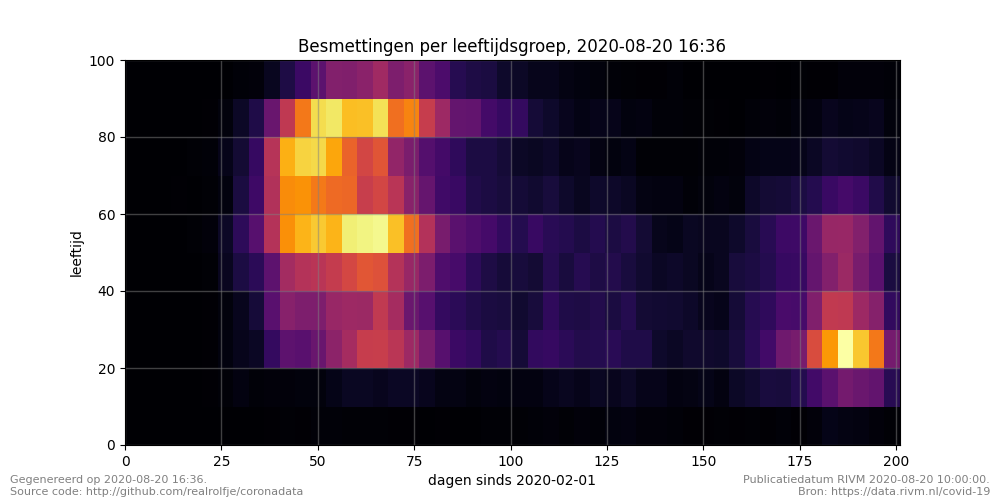 Besmettingen per leeftijdsgroep, 2020-08-20 16:36
100
80
60
40
20
0
leeftijd
0 25 50 75 100 125 150 175 200
dagen sinds 2020-02-01
Gegenereerd op 2020-08-20 16:36.
Source code: http://github.com/realrolfje/coronadata
Publicatiedatum RIVM 2020-08-20 10:00:00.
Bron: https://data.rivm.nl/covid-19